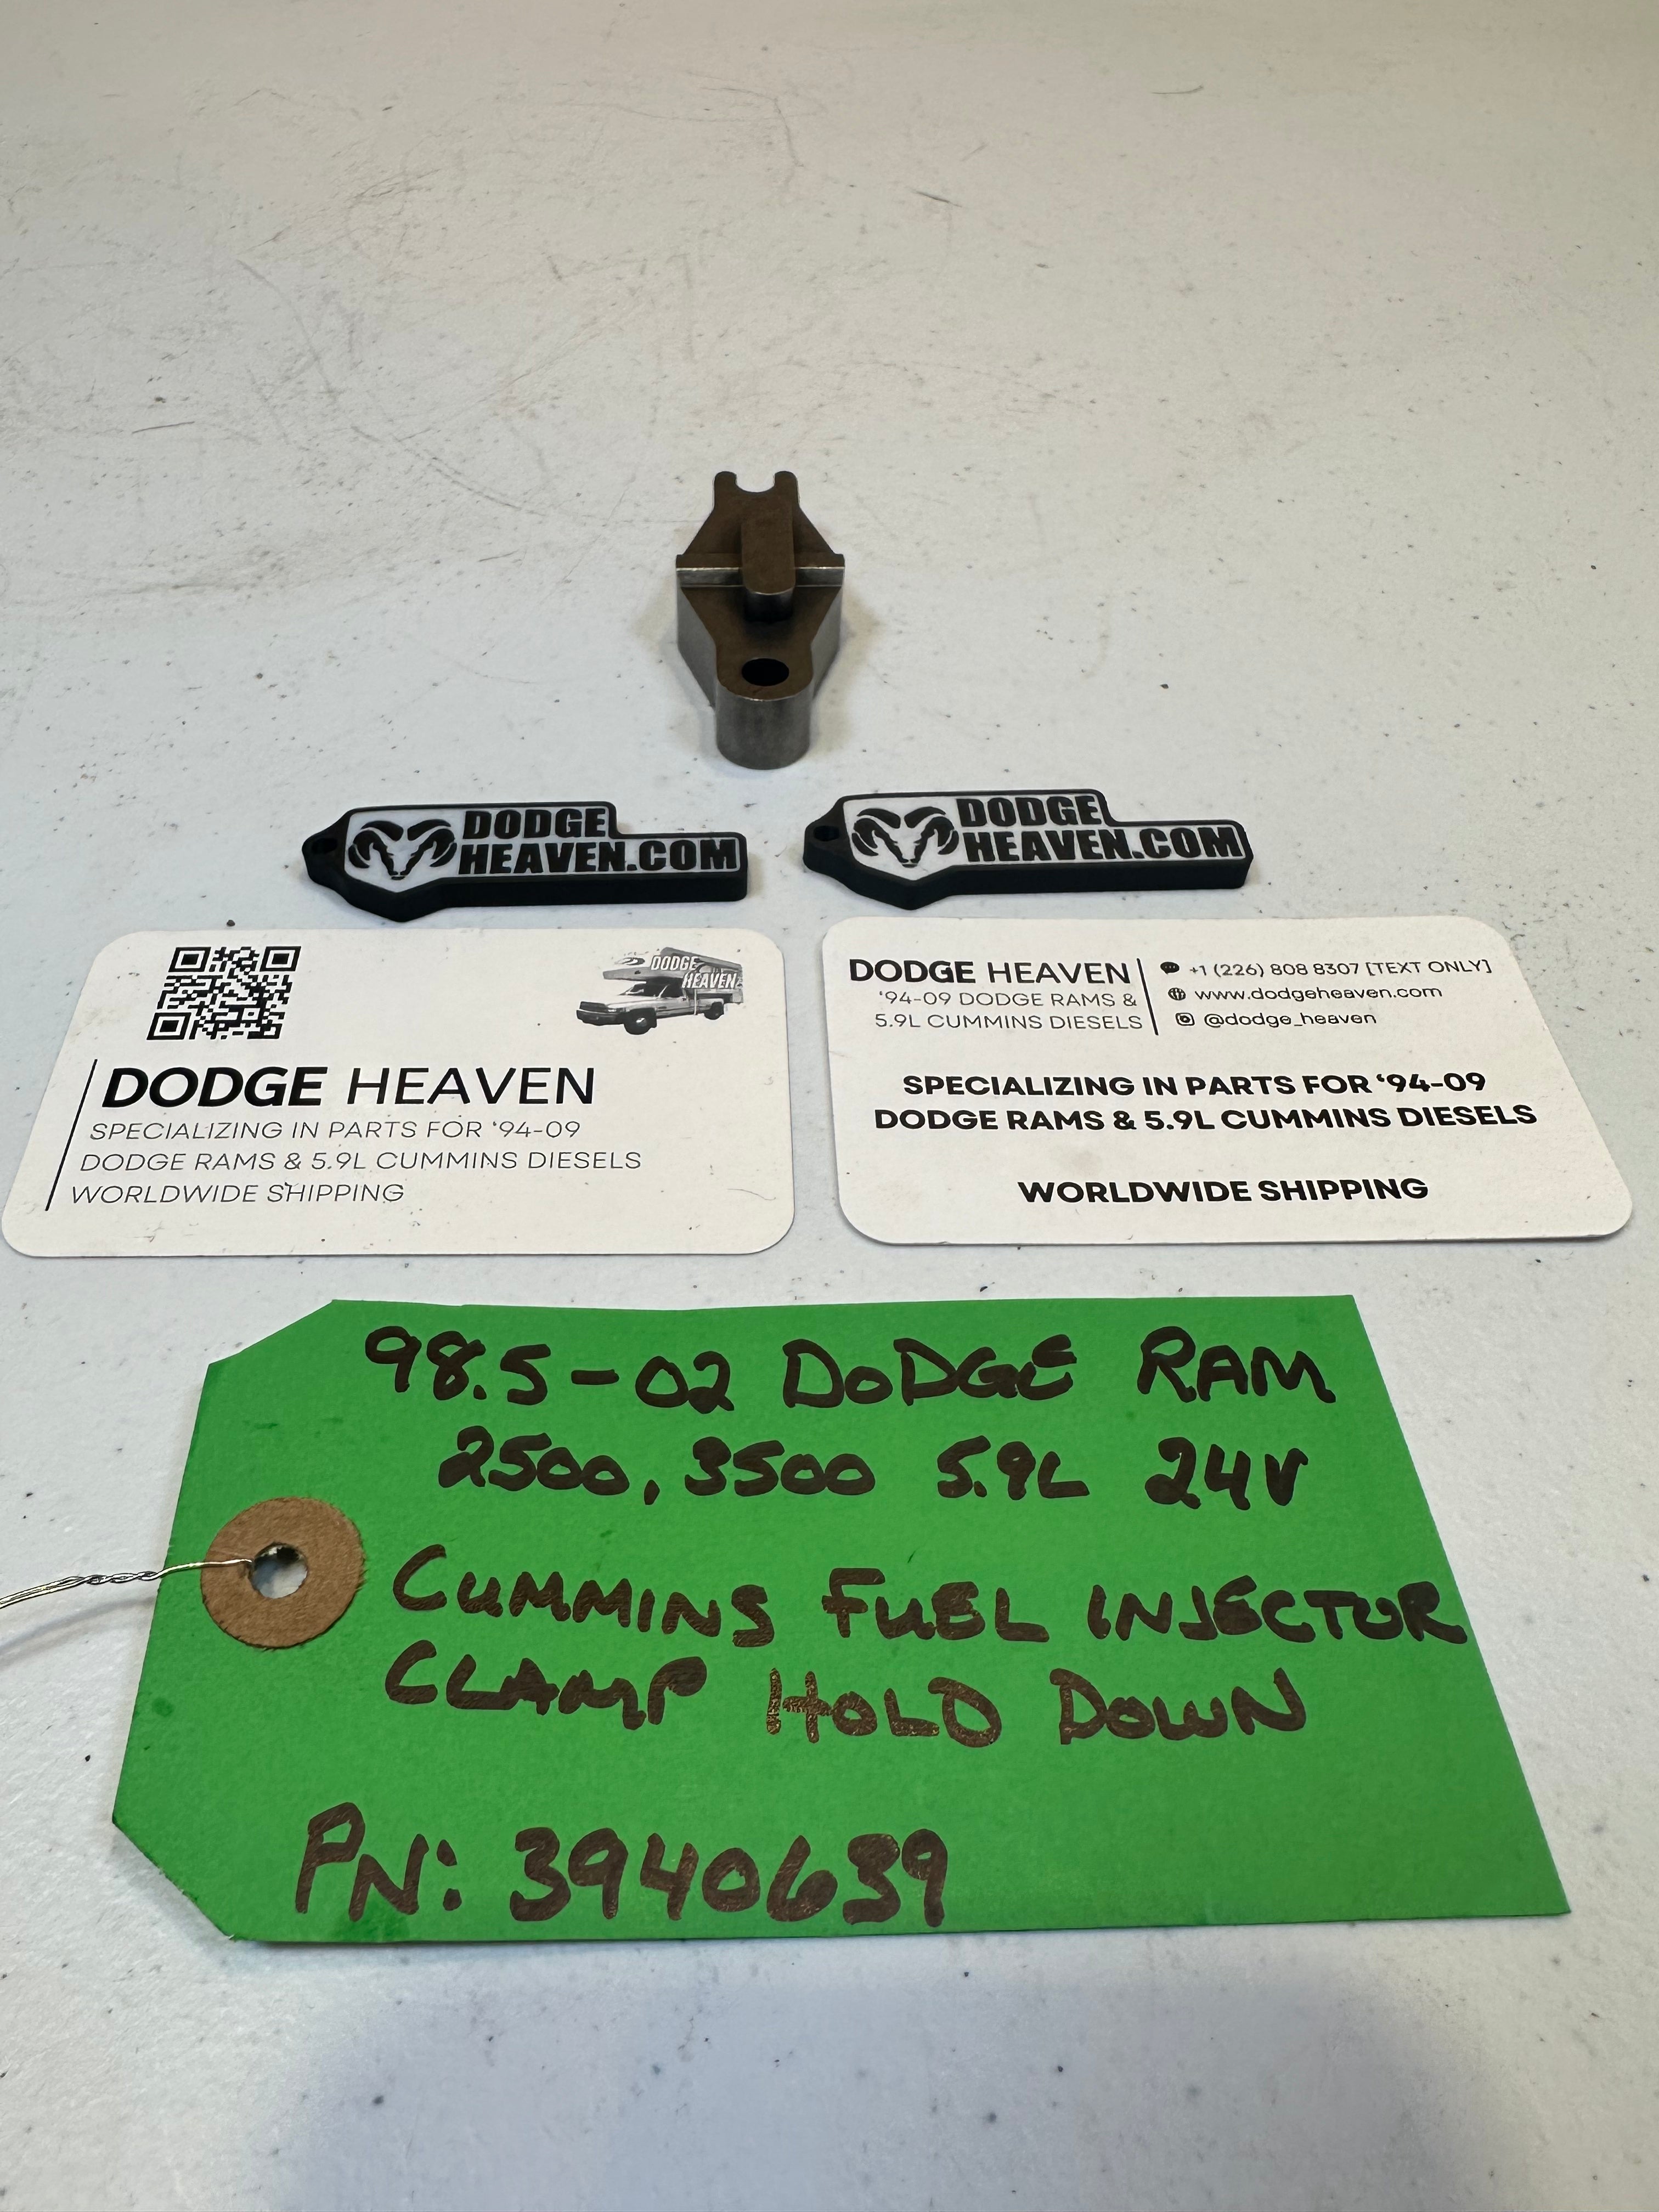 DODGE
HEAVEN.COM
DODGE
HEAVEN.COM
DODGE
HEAVEN
DODGE HEAVEN
SPECIALIZING IN PARTS FOR ‘94-09
DODGE RAMS & 5.9L CUMMINS DIESELS
WORLDWIDE SHIPPING
DODGE HEAVEN
‘94-09 DODGE RAMS &
5.9L CUMMINS DIESELS
+1 (226) 808 8307 [TEXT ONLY]
www.dodgeheaven.com
@dodge_heaven
SPECIALIZING IN PARTS FOR ‘94-09
DODGE RAMS & 5.9L CUMMINS DIESELS
WORLDWIDE SHIPPING
98.5-02 DODGE RAM
2500, 3500 5.9L 24V
CUMMINS FUEL INJECTOR
CLAMP HOLD DOWN
PN: 3940639